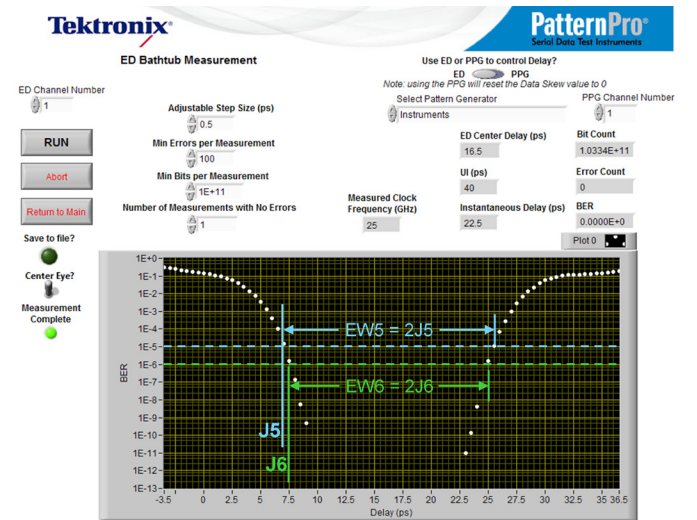 Tektronix®
PatternPro®
Serial Data Test Instruments
ED Bathtub Measurement
Use ED or PPG to control Delay?
ED PPG
Note: using the PPG will reset the Data Skew value to 0
ED Channel Number
1
Select Pattern Generator
Instruments
PPG Channel Number
1
Adjustable Step Size (ps)
0.5
RUN
Min Errors per Measurement
100
ED Center Delay (ps)
16.5
Bit Count
1.0334E+11
Abort
Min Bits per Measurement
1E+11
UI (ps)
40
Error Count
0
Return to Main
Number of Measurements with No Errors
1
Measured Clock
Frequency (GHz)
25
Instantaneous Delay (ps)
22.5
BER
0.0000E+0
Save to file?
Plot 0
Center Eye?
Measurement
Complete
BER
1E+0
1E-1
1E-2
1E-3
1E-4
1E-5
1E-6
1E-7
1E-8
1E-9
1E-10
1E-11
1E-12
1E-13
EW5 = 2J5
EW6 = 2J6
J5
J6
-3.5 0 2.5 5 7.5 10 12.5 15 17.5 20 22.5 25 27.5 30 32.5 35 36.5
Delay (ps)